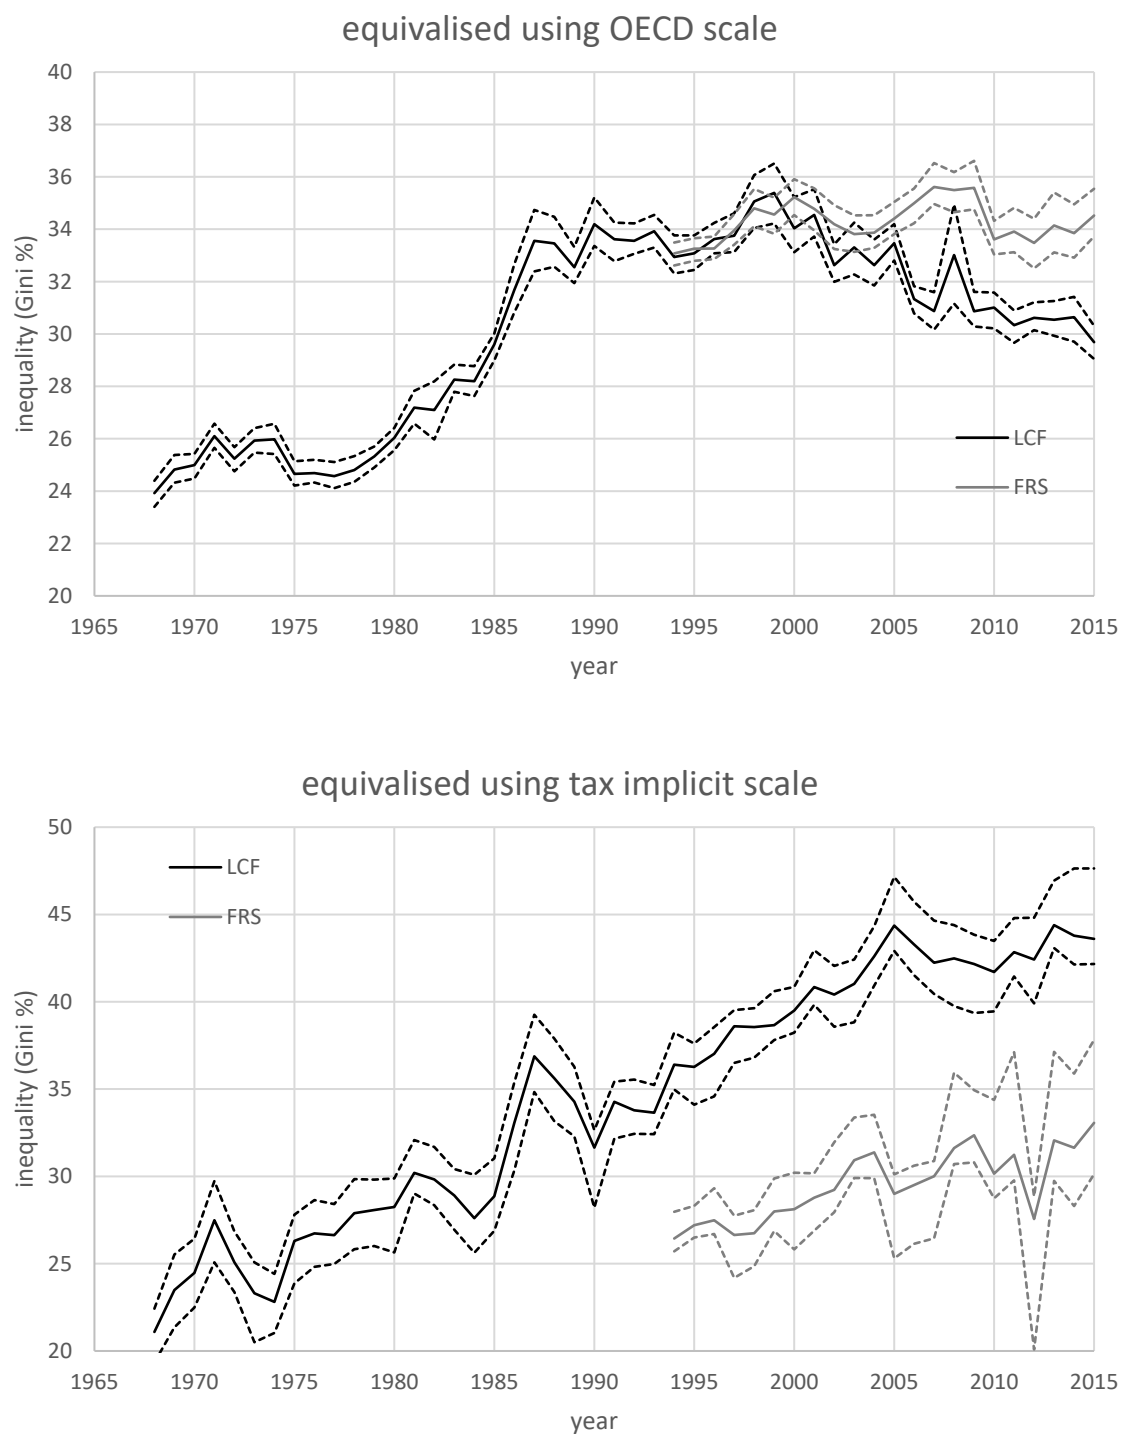 equivalised using OECD scale
40
38
36
34
32
30
28
26
24
22
20
inequality (Gini %)
LCF
FRS
1965 1970 1975 1980 1985 1990 1995 2000 2005 2010 2015
year
equivalised using tax implicit scale
50
45
40
35
30
25
20
inequality (Gini %)
LCF
FRS
1965 1970 1975 1980 1985 1990 1995 2000 2005 2010 2015
year